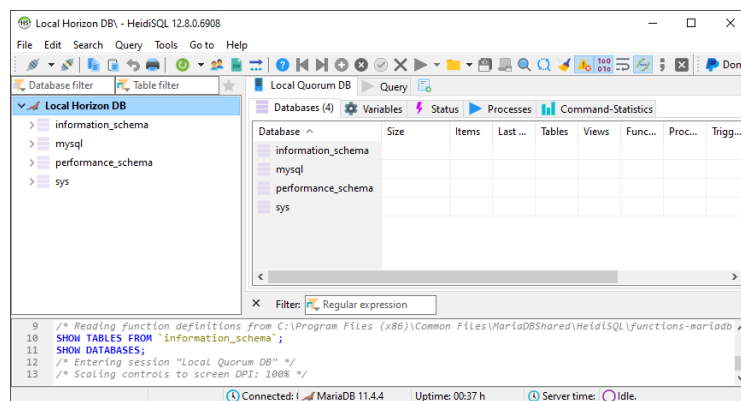 Local Horizon DB\ - HeidiSQL 12.8.0.6908
File Edit Search Query Tools Go to Help
Don
Database filter Table filter
Local Quorum DB Query
Local Horizon DB
information_schema
mysql
performance_schema
sys
Databases (4) Variables Status Processes Command-Statistics
Database Size Items Last ... Tables Views Func... Proc... Trigg...
information_schema
mysql
performance_schema
sys
Filter: Regular expression
9 /* Reading function definitions from C:\Program Files (x86)\Common Files\MariaDBShared\HeidiSQL\functions-mariadb
10 SHOW TABLES FROM `information_schema`;
11 SHOW DATABASES;
12 /* Entering session "Local Quorum DB" */
13 /* Scaling controls to screen DPI: 100% */
Connected: MariaDB 11.4.4 Uptime: 00:37 h Server time: Idle.